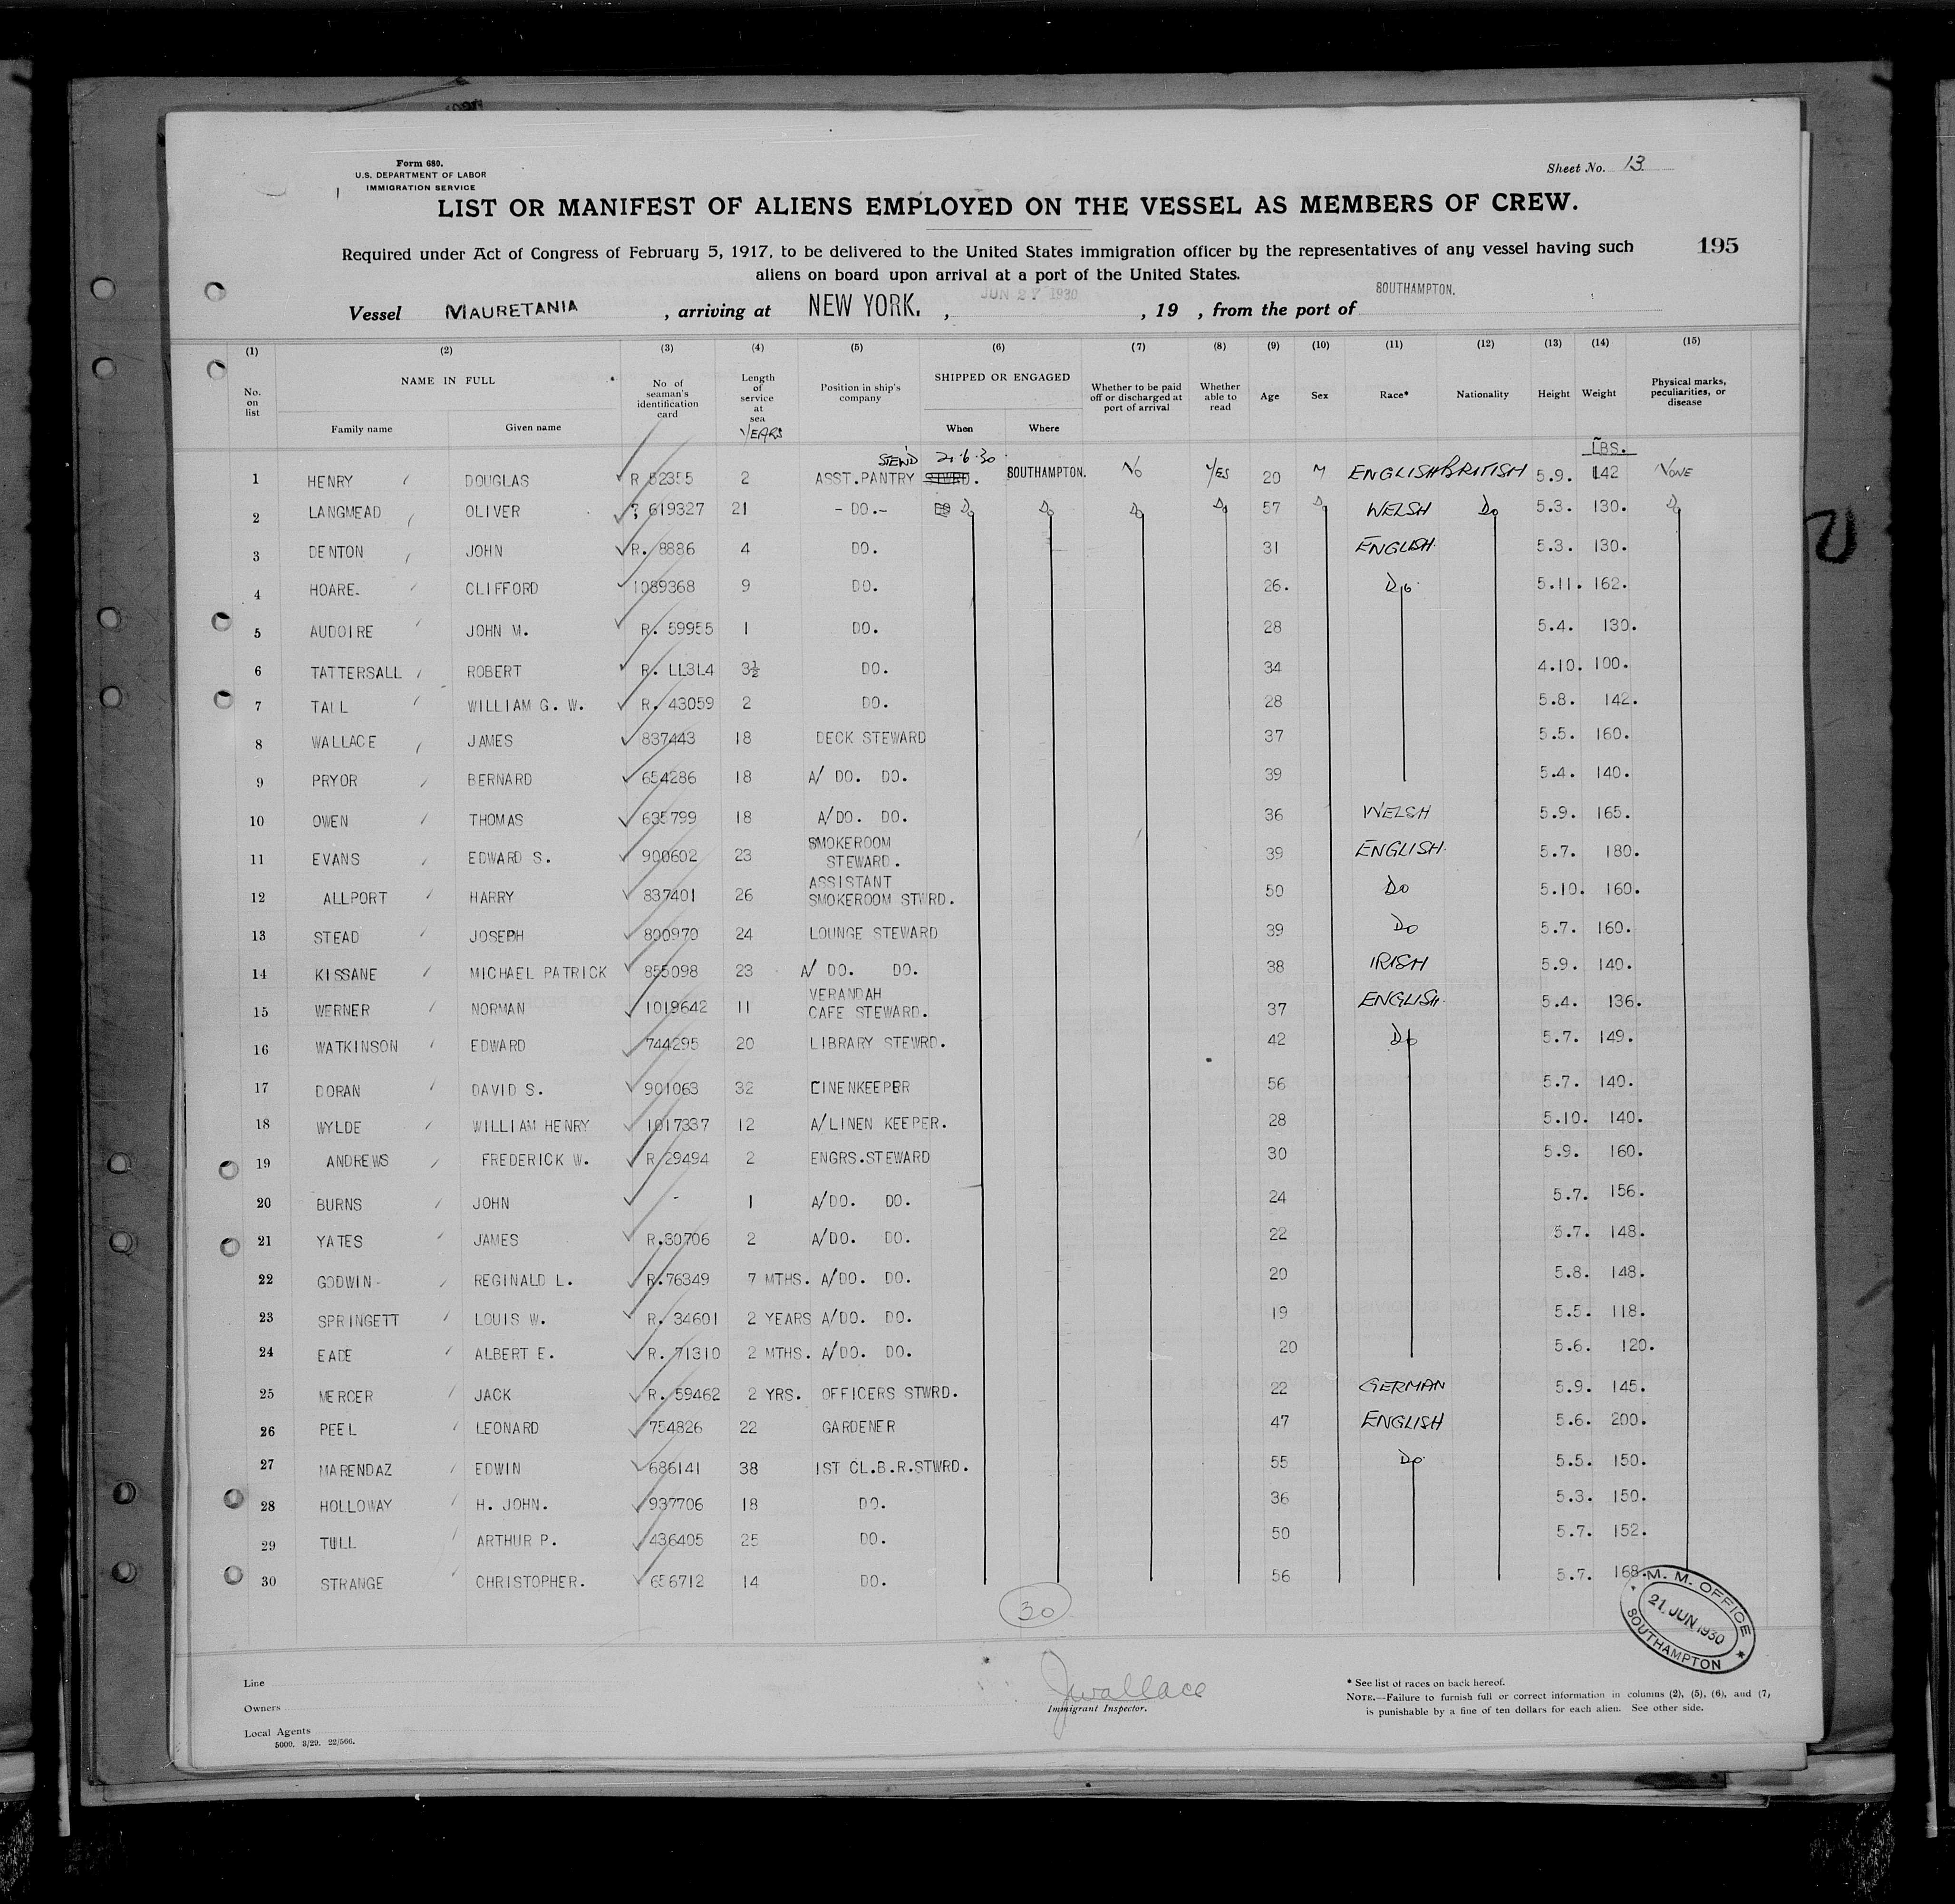 Form 680.
U.S. DEPARTMENT OF LABOR
IMMIGRATION SERVICE
Sheet No. 13
LIST OR MANIFEST OF ALIENS EMPLOYED ON THE VESSEL AS MEMBERS OF CREW.
Required under Act of Congress of February 5, 1917, to be delivered to the United States immigration officer by the representatives of any vessel having such
aliens on board upon arrival at a port of the United States.
195
Vessel MAURETANIA, arriving at NEW YORK., JUN 27 1930, 19 , from the port of SOUTHAMPTON.
(1) (2) (3) (4) (5) (6) (7) (8) (9) (10) (11) (12) (13) (14) (15)
No. on list NAME IN FULL Family name Given name No of seaman's identification card Length of service at sea YEARS Position in ship's company SHIPPED OR ENGAGED When Where Whether to be paid off or discharged at port of arrival Whether able to read Age Sex Race* Nationality Height Weight Physical marks, peculiarities, or disease
LBS.
1 HENRY DOUGLAS R 52355 2 ASST.PANTRY STEWD 21.6.30 SOUTHAMPTON. NO YES 20 M ENGLISH BRITISH 5.9. 142 NONE
2 LANGMEAD OLIVER 619327 21 - DO.- Do Do Do Do 57 Do WELSH Do 5.3. 130. Do
3 DENTON JOHN R. 8886 4 DO. 31 ENGLISH. 5.3. 130.
4 HOARE. CLIFFORD 1089368 9 DO. 26. Do. 5.11. 162.
5 AUDOIRE JOHN M. R. 59955 1 DO. 28 5.4. 130.
6 TATTERSALL ROBERT R. LL3L4 3½ DO. 34 4.10. 100.
7 TALL WILLIAM G. W. R. 43059 2 DO. 28 5.8. 142.
8 WALLACE JAMES 837443 18 DECK STEWARD 37 5.5. 160.
9 PRYOR BERNARD 654286 18 A/ DO. DO. 39 5.4. 140.
10 OWEN THOMAS 635799 18 A/DO. DO. 36 WELSH 5.9. 165.
11 EVANS EDWARD S. 900602 23 SMOKEROOM STEWARD. 39 ENGLISH. 5.7. 180.
12 ALLPORT HARRY 837401 26 ASSISTANT SMOKEROOM STWRD. 50 Do 5.10. 160.
13 STEAD JOSEPH 800970 24 LOUNGE STEWARD 39 Do 5.7. 160.
14 KISSANE MICHAEL PATRICK 855098 23 A/ DO. DO. 38 IRISH 5.9. 140.
15 WERNER NORMAN 1019642 11 VERANDAH CAFE STEWARD. 37 ENGLISH. 5.4. 136.
16 WATKINSON EDWARD 744295 20 LIBRARY STEWRD. 42 Do 5.7. 149.
17 DORAN DAVID S. 901063 32 LINENKEEPER 56 5.7. 140.
18 WYLDE WILLIAM HENRY 1017337 12 A/LINEN KEEPER. 28 5.10. 140.
19 ANDREWS FREDERICK W. R 29494 2 ENGRS.STEWARD 30 5.9. 160.
20 BURNS JOHN - 1 A/DO. DO. 24 5.7. 156.
21 YATES JAMES R.30706 2 A/DO. DO. 22 5.7. 148.
22 GODWIN- REGINALD L. R.76349 7 MTHS. A/DO. DO. 20 5.8. 148.
23 SPRINGETT LOUIS W. R. 34601 2 YEARS A/DO. DO. 19 5.5. 118.
24 EADE ALBERT E. R. 71310 2 MTHS. A/DO. DO. 20 5.6. 120.
25 MERCER JACK R. 59462 2 YRS. OFFICERS STWRD. 22 GERMAN 5.9. 145.
26 PEEL LEONARD 754826 22 GARDENER 47 ENGLISH 5.6. 200.
27 MARENDAZ EDWIN 686141 38 1ST CL.B.R.STWRD. 55 Do. 5.5. 150.
28 HOLLOWAY H. JOHN. 937706 18 DO. 36 5.3. 150.
29 TULL ARTHUR P. 436405 25 DO. 50 5.7. 152.
30 STRANGE CHRISTOPHER. 656712 14 DO. 56 5.7. 168.
30
M. M. OFFICE
21 JUN 1930
SOUTHAMPTON
Line
Owners
Local Agents
5000. 3/29. 22/566.
JWallace
Immigrant Inspector.
* See list of races on back hereof.
NOTE.—Failure to furnish full or correct information in columns (2), (5), (6), and (7,
is punishable by a fine of ten dollars for each alien. See other side.